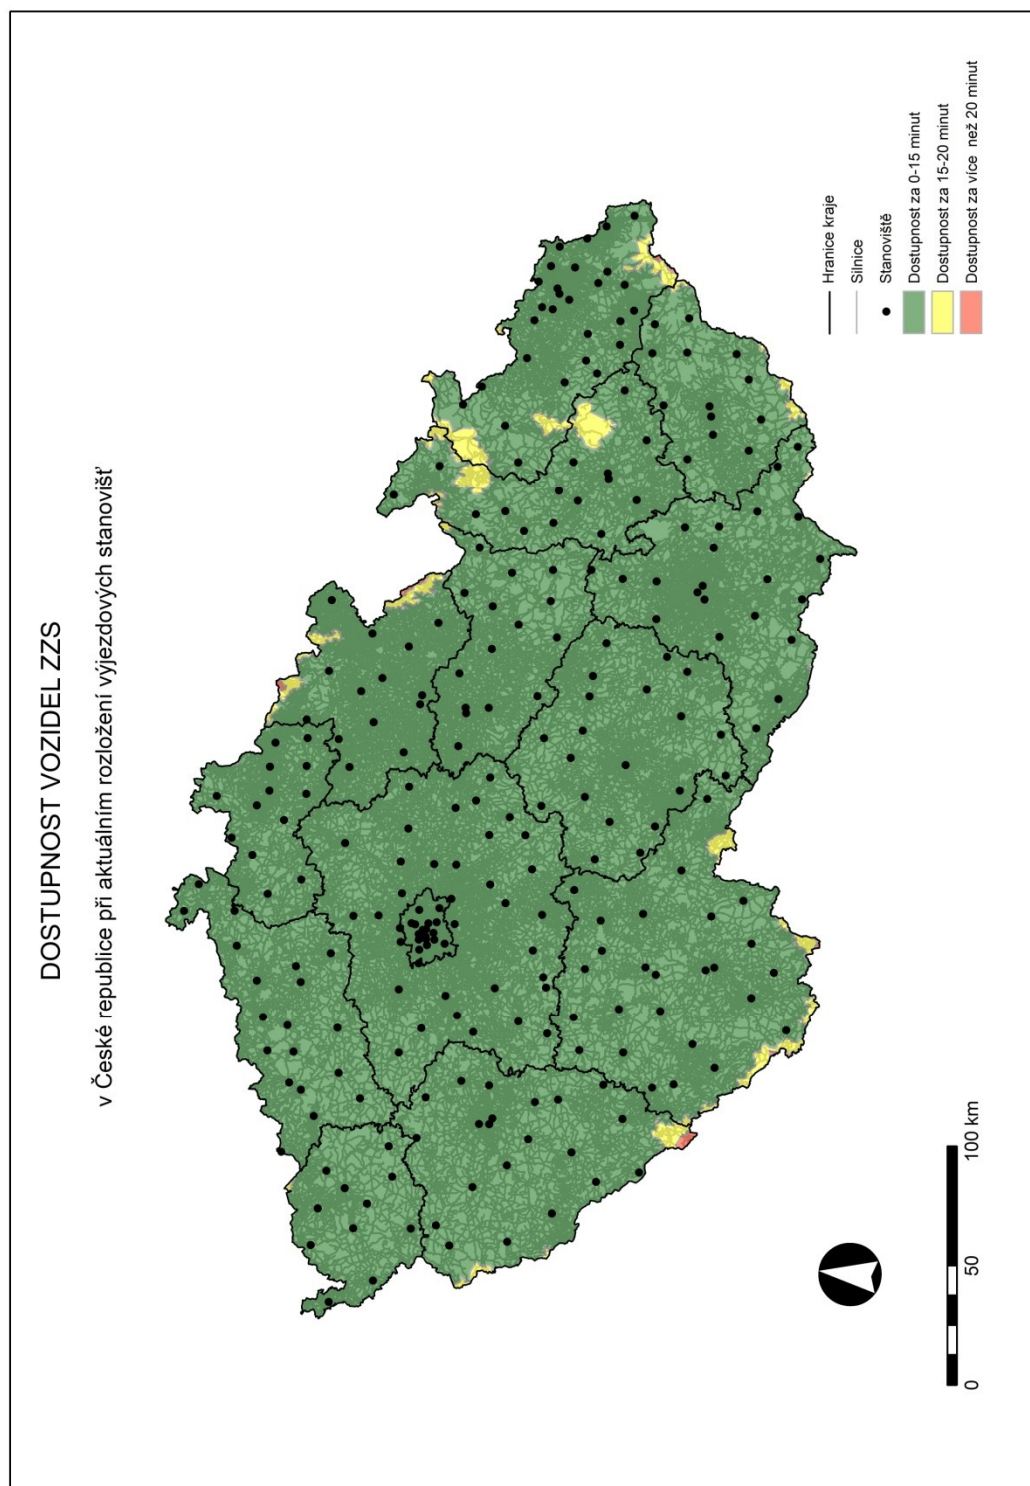 DOSTUPNOST VOZIDEL ZZS
v České republice při aktuálním rozložení výjezdových stanovišť
Hranice kraje
Silnice
Stanoviště
Dostupnost za 0-15 minut
Dostupnost za 15-20 minut
Dostupnost za více než 20 minut
0
50
100 km